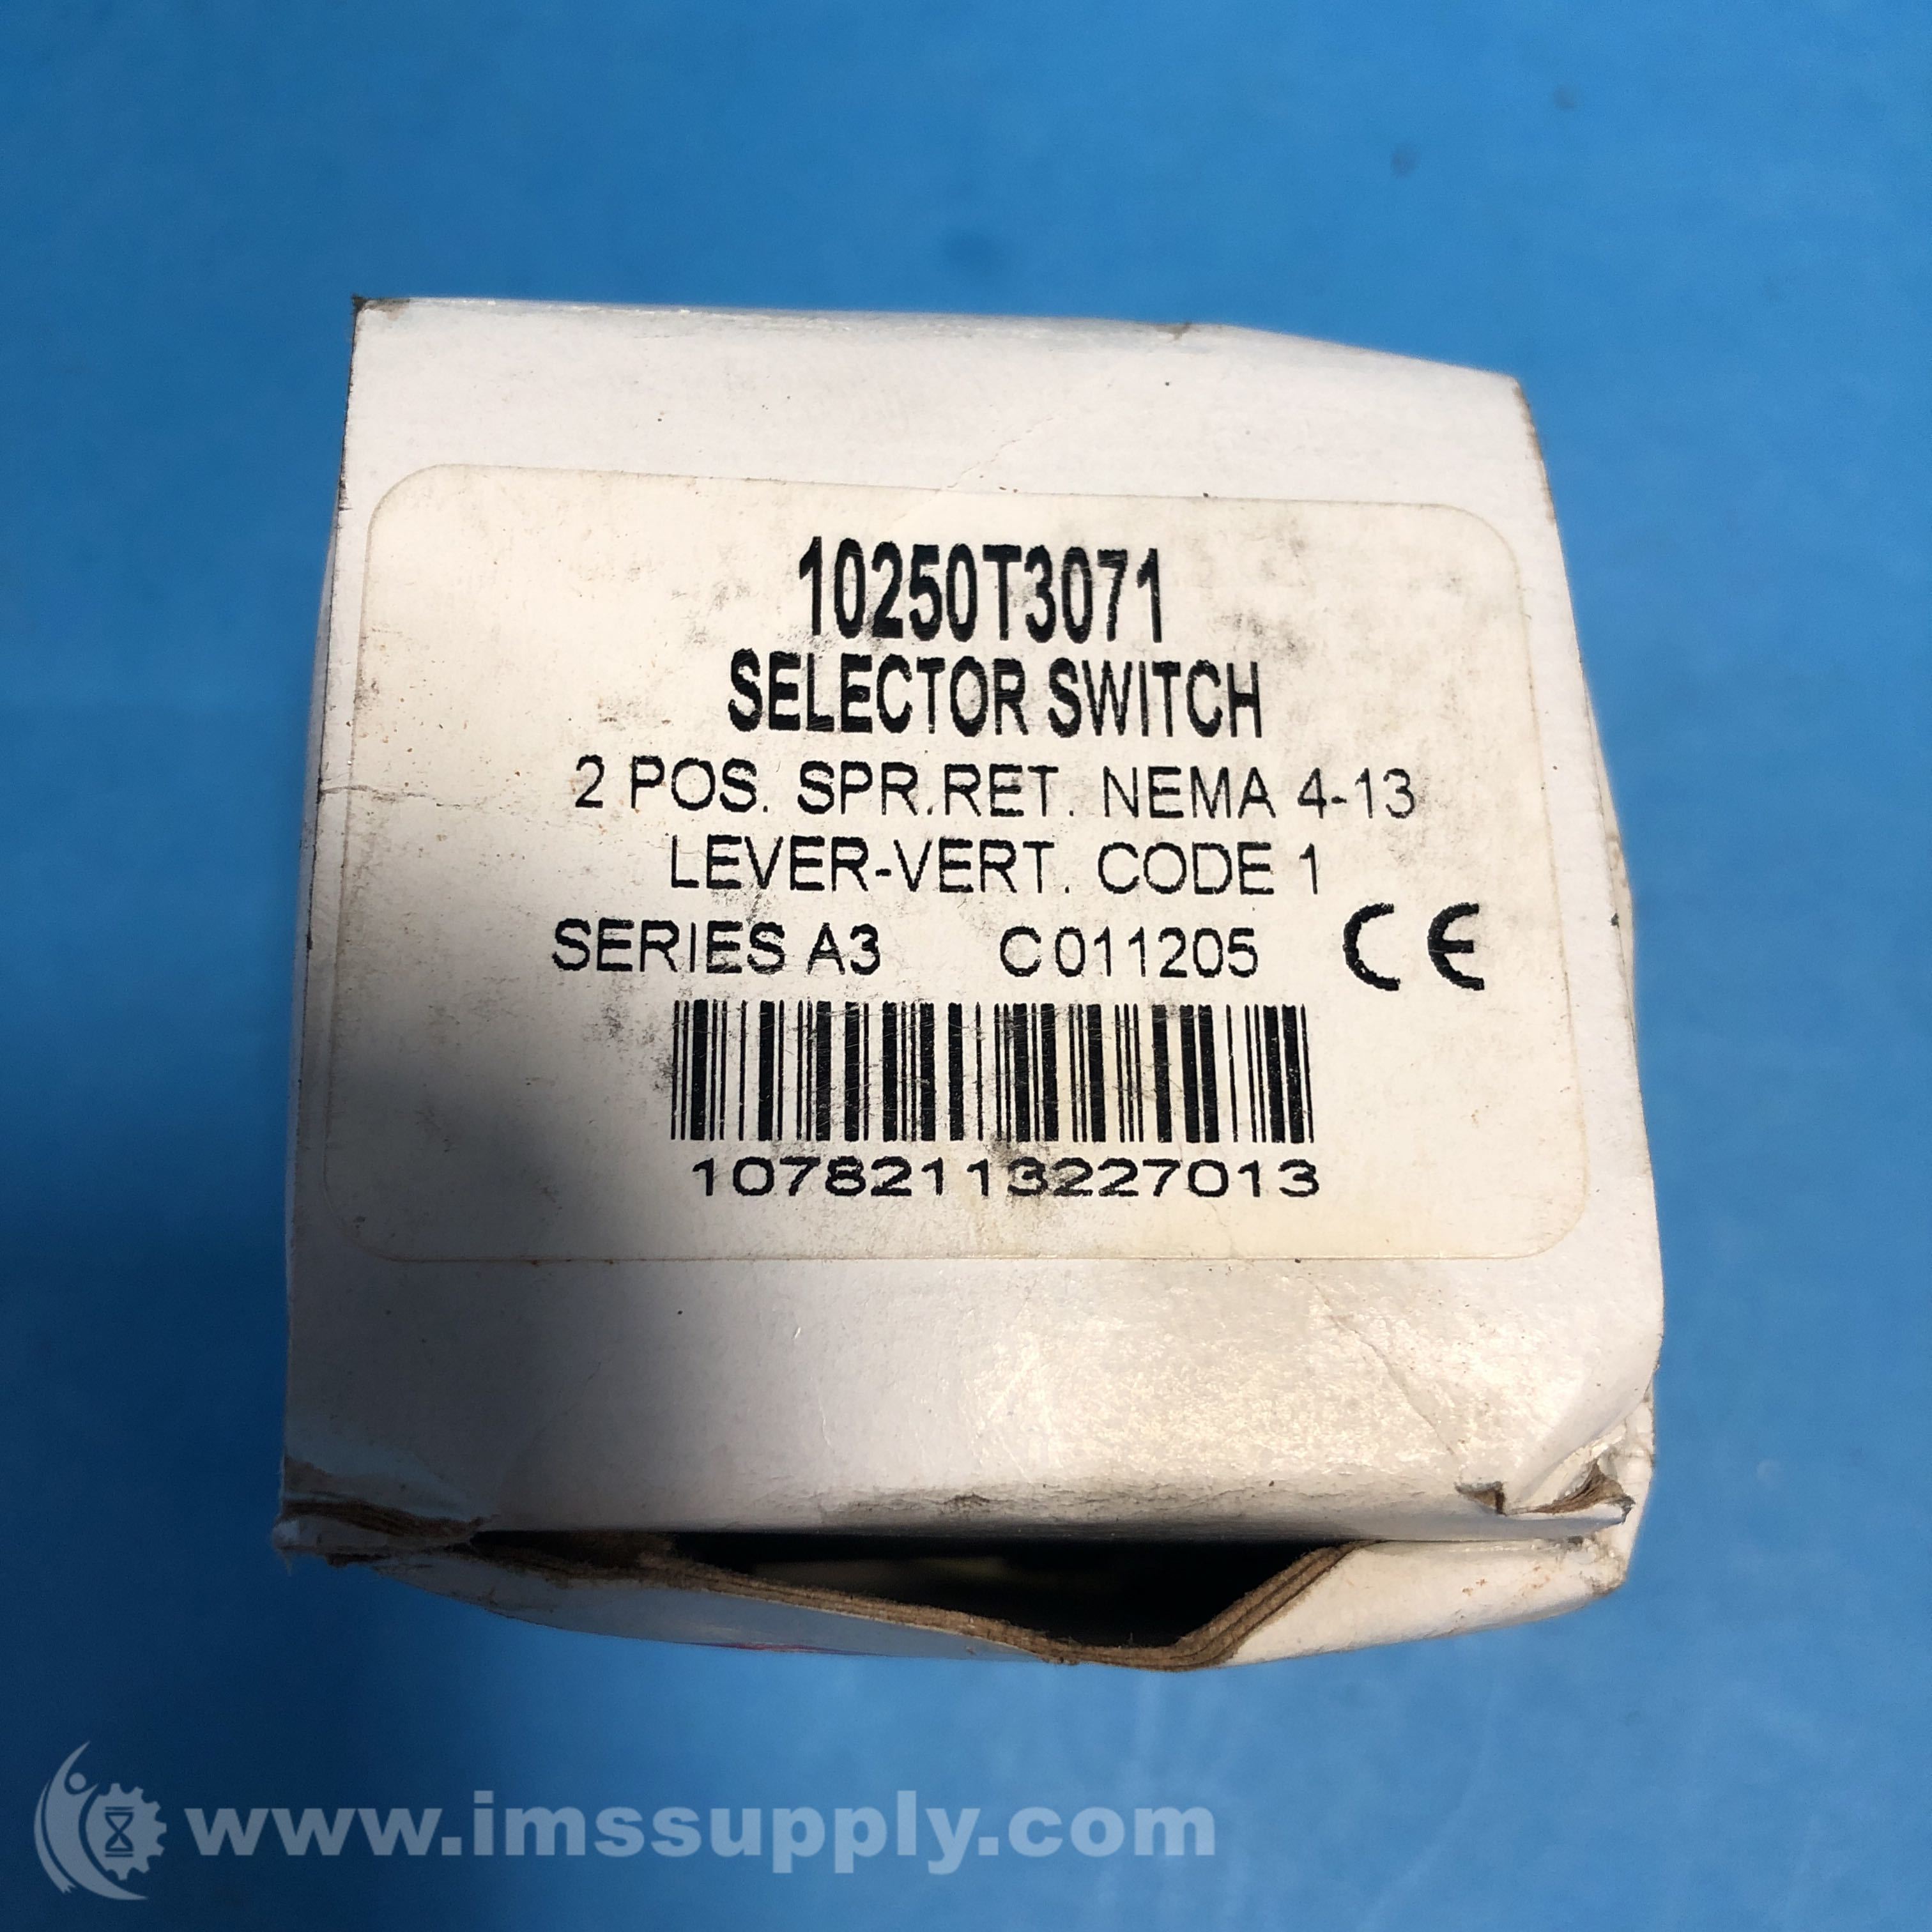 10250T3071
SELECTOR SWITCH
2 POS. SPR.RET. NEMA 4-13
LEVER-VERT. CODE 1
SERIES A3 C011205 CE
10782113227013
www.imssupply.com